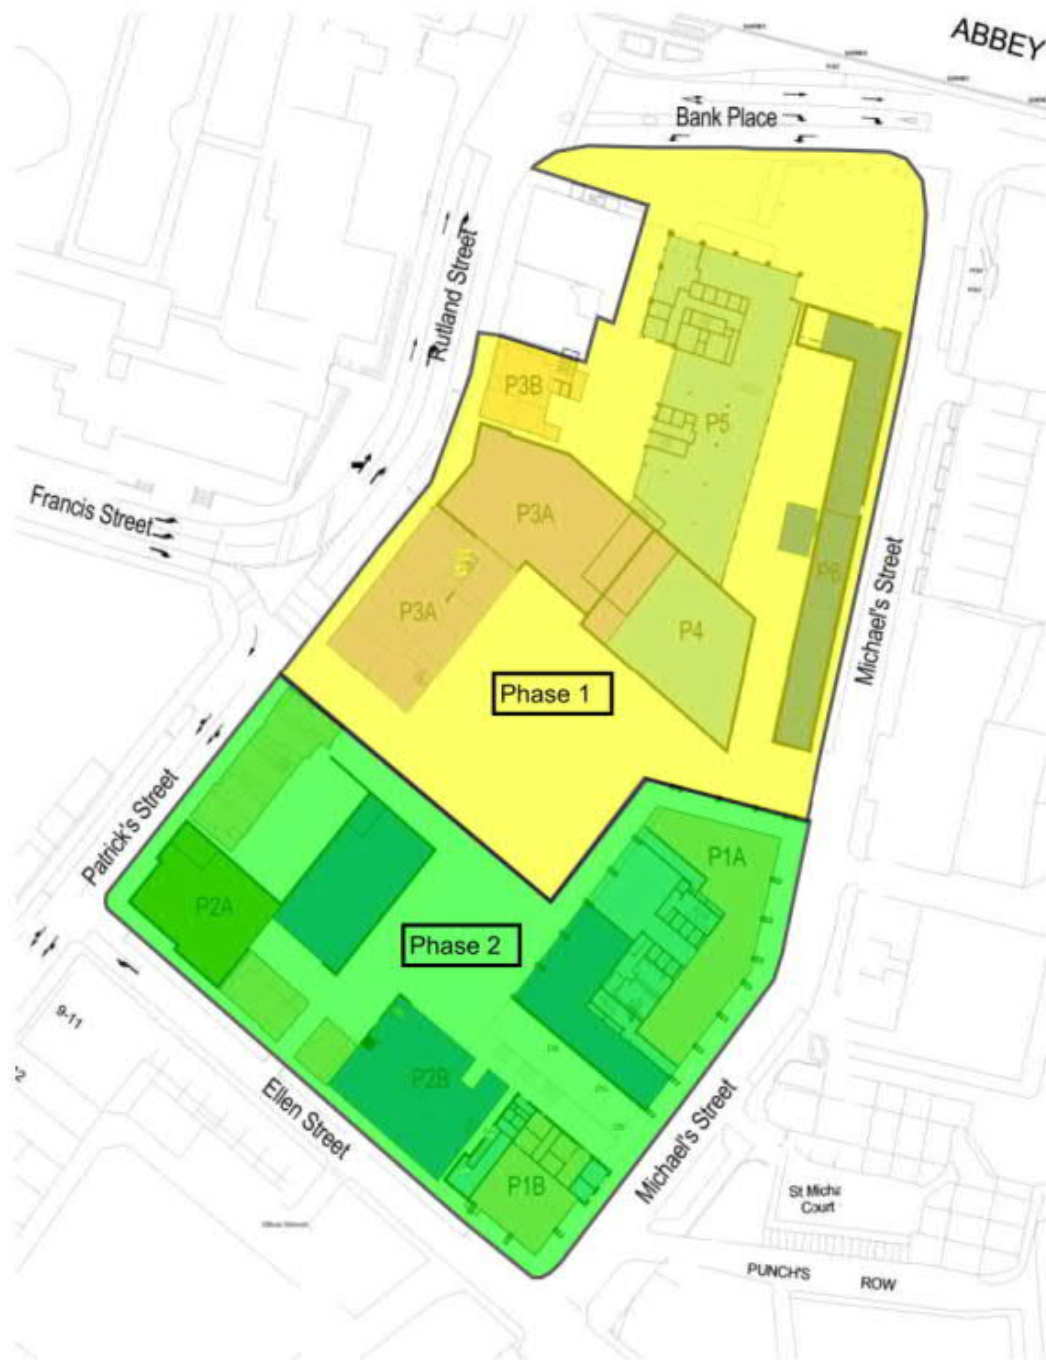 ABBEY
Bank Place
Rutland Street
P3B
P5
Francis Street
P3A
P3A
P4
P6
Michael's Street
Phase 1
Patrick's Street
P1A
P2A
Phase 2
9-11
P2B
Ellen Street
Michael's Street
P1B
St Micha
Court
PUNCH'S ROW